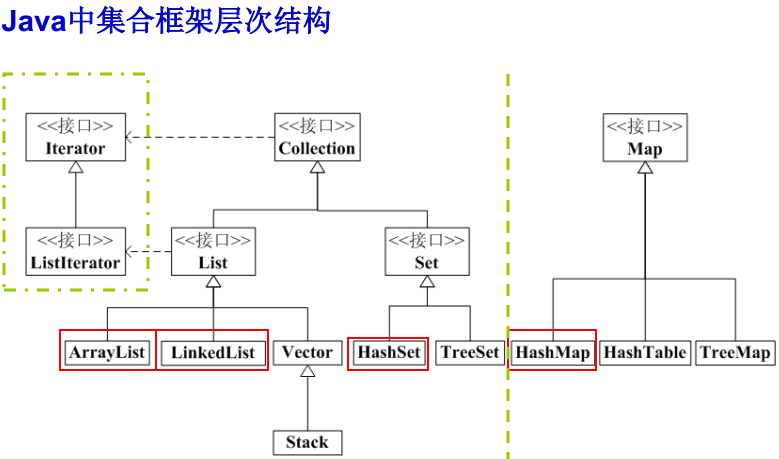 Java中集合框架层次结构
<<接口>>
Iterator
<<接口>>
Collection
<<接口>>
Map
<<接口>>
ListIterator
<<接口>>
List
<<接口>>
Set
ArrayList
LinkedList
Vector
HashSet
TreeSet
HashMap
HashTable
TreeMap
Stack